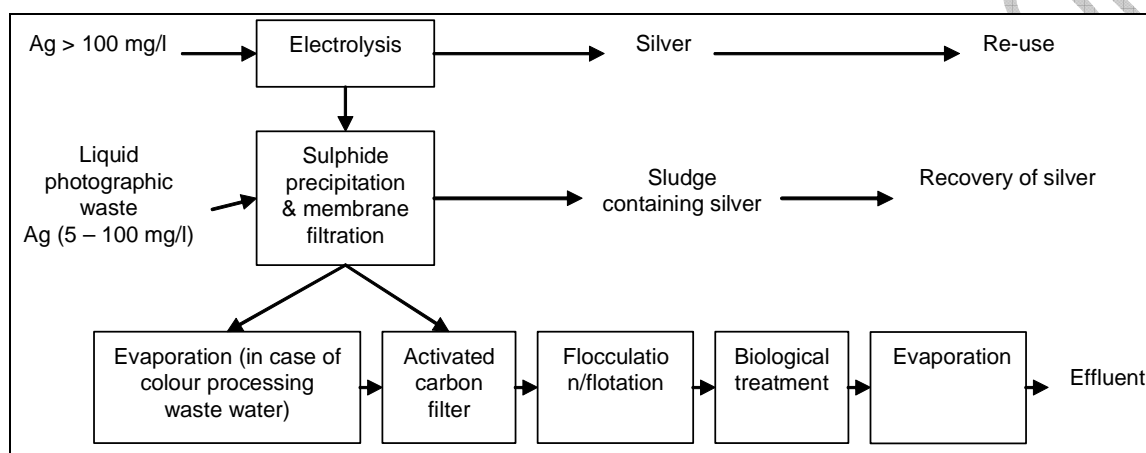 Ag > 100 mg/l
Electrolysis
Silver
Re-use
Liquid
photographic
waste
Ag (5 – 100 mg/l)
Sulphide
precipitation
& membrane
filtration
Sludge
containing silver
Recovery of silver
Evaporation (in case of
colour processing
waste water)
Activated
carbon
filter
Flocculatio
n/flotation
Biological
treatment
Evaporation
Effluent